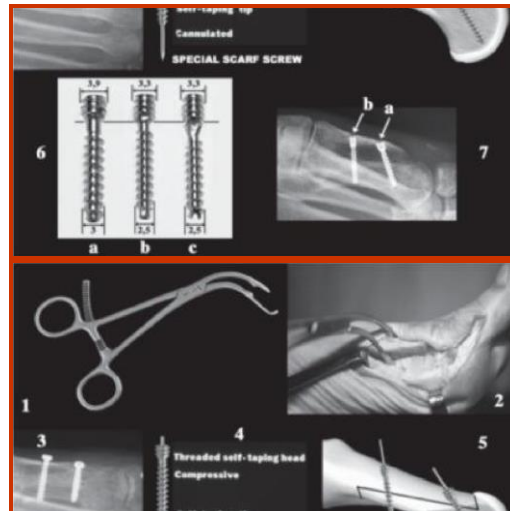 Self-taping tip
Cannulated
SPECIAL SCARF SCREW
3,9 3,3 3,3
b a
6
7
3 2,5 2,5
a b c
1
2
3
4
5
Threaded self-taping head
Compressive